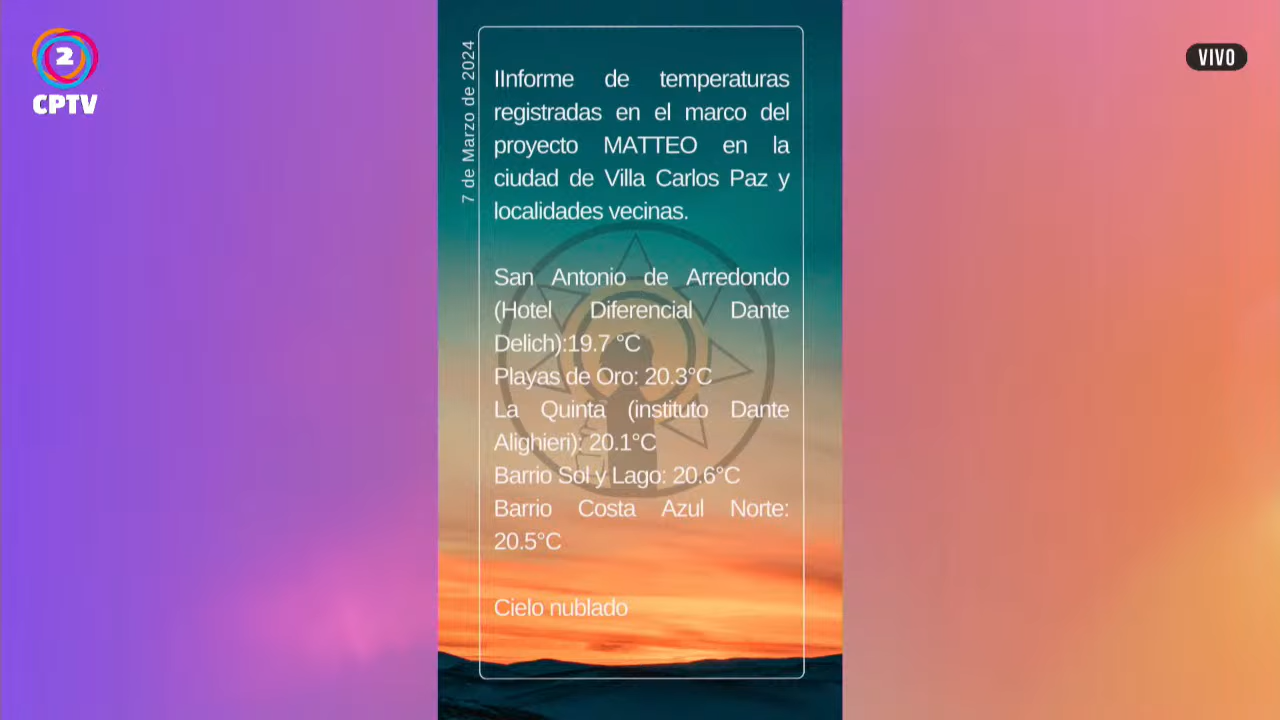 2
CPTV
VIVO
7 de Marzo de 2024
IInforme de temperaturas
registradas en el marco del
proyecto MATTEO en la
ciudad de Villa Carlos Paz y
localidades vecinas.
San Antonio de Arredondo
(Hotel Diferencial Dante
Delich):19.7 °C
Playas de Oro: 20.3°C
La Quinta (instituto Dante
Alighieri): 20.1°C
Barrio Sol y Lago: 20.6°C
Barrio Costa Azul Norte:
20.5°C
Cielo nublado